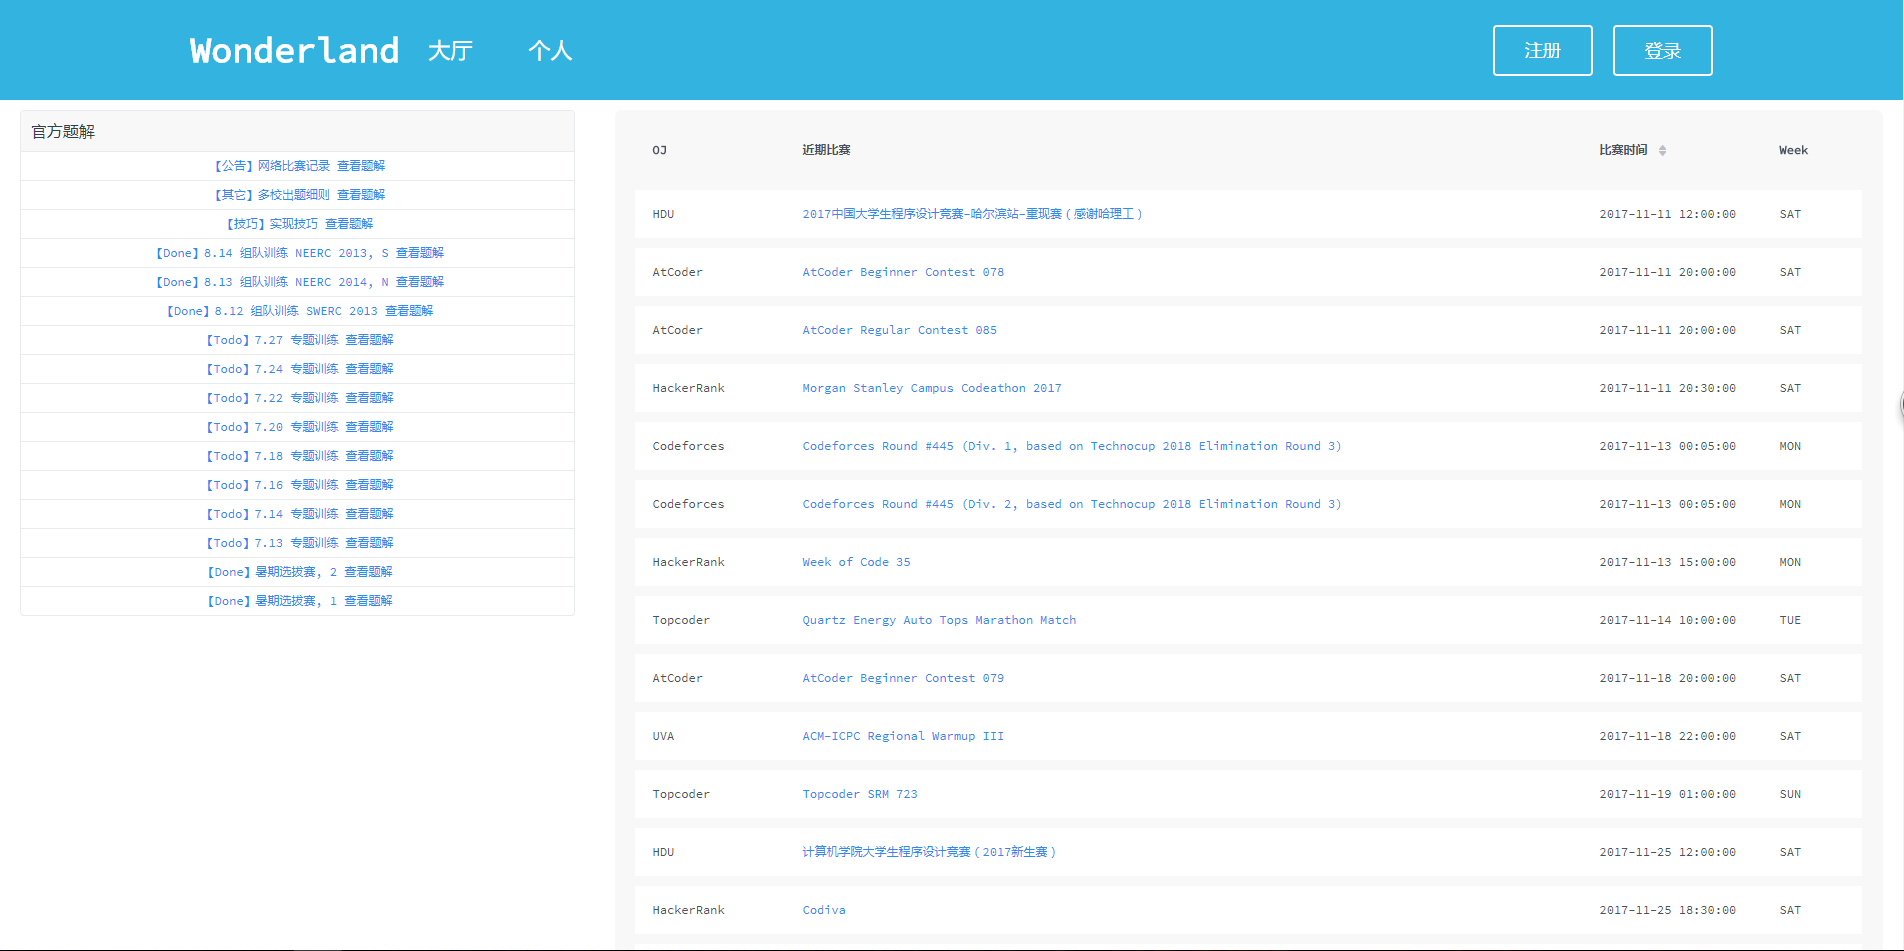 Wonderland 大厅 个人 注册 登录
官方题解
【公告】网络比赛记录 查看题解
【其它】多校出题细则 查看题解
【技巧】实现技巧 查看题解
【Done】8.14 组队训练 NEERC 2013, S 查看题解
【Done】8.13 组队训练 NEERC 2014, N 查看题解
【Done】8.12 组队训练 SWERC 2013 查看题解
【Todo】7.27 专题训练 查看题解
【Todo】7.24 专题训练 查看题解
【Todo】7.22 专题训练 查看题解
【Todo】7.20 专题训练 查看题解
【Todo】7.18 专题训练 查看题解
【Todo】7.16 专题训练 查看题解
【Todo】7.14 专题训练 查看题解
【Todo】7.13 专题训练 查看题解
【Done】暑期选拔赛, 2 查看题解
【Done】暑期选拔赛, 1 查看题解
OJ 近期比赛 比赛时间 Week
HDU 2017中国大学生程序设计竞赛-哈尔滨站-重现赛（感谢哈理工） 2017-11-11 12:00:00 SAT
AtCoder AtCoder Beginner Contest 078 2017-11-11 20:00:00 SAT
AtCoder AtCoder Regular Contest 085 2017-11-11 20:00:00 SAT
HackerRank Morgan Stanley Campus Codeathon 2017 2017-11-11 20:30:00 SAT
Codeforces Codeforces Round #445 (Div. 1, based on Technocup 2018 Elimination Round 3) 2017-11-13 00:05:00 MON
Codeforces Codeforces Round #445 (Div. 2, based on Technocup 2018 Elimination Round 3) 2017-11-13 00:05:00 MON
HackerRank Week of Code 35 2017-11-13 15:00:00 MON
Topcoder Quartz Energy Auto Tops Marathon Match 2017-11-14 10:00:00 TUE
AtCoder AtCoder Beginner Contest 079 2017-11-18 20:00:00 SAT
UVA ACM-ICPC Regional Warmup III 2017-11-18 22:00:00 SAT
Topcoder Topcoder SRM 723 2017-11-19 01:00:00 SUN
HDU 计算机学院大学生程序设计竞赛（2017新生赛） 2017-11-25 12:00:00 SAT
HackerRank Codiva 2017-11-25 18:30:00 SAT